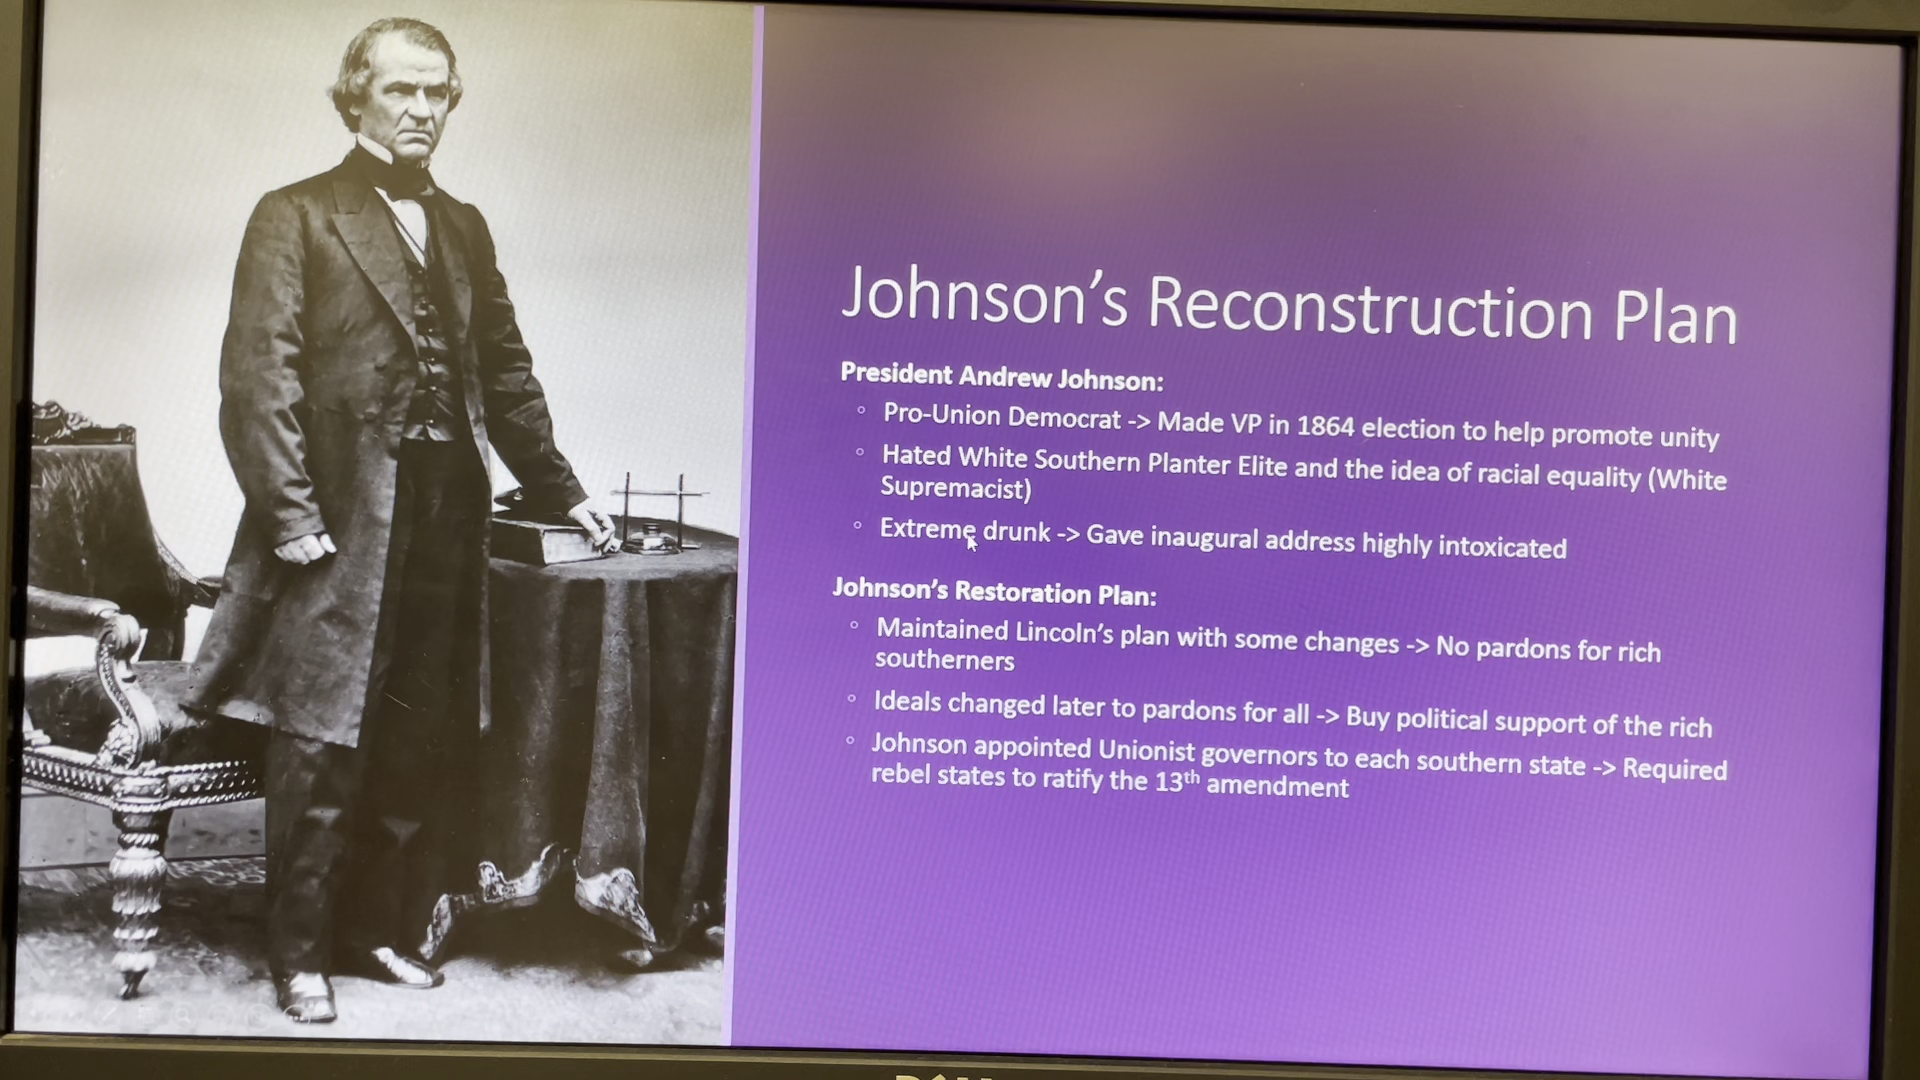 Johnson's Reconstruction Plan
President Andrew Johnson:
◦ Pro-Union Democrat -> Made VP in 1864 election to help promote unity
◦ Hated White Southern Planter Elite and the idea of racial equality (White
Supremacist)
◦ Extreme drunk -> Gave inaugural address highly intoxicated
Johnson's Restoration Plan:
◦ Maintained Lincoln's plan with some changes -> No pardons for rich
southerners
◦ Ideals changed later to pardons for all -> Buy political support of the rich
◦ Johnson appointed Unionist governors to each southern state -> Required
rebel states to ratify the 13th amendment